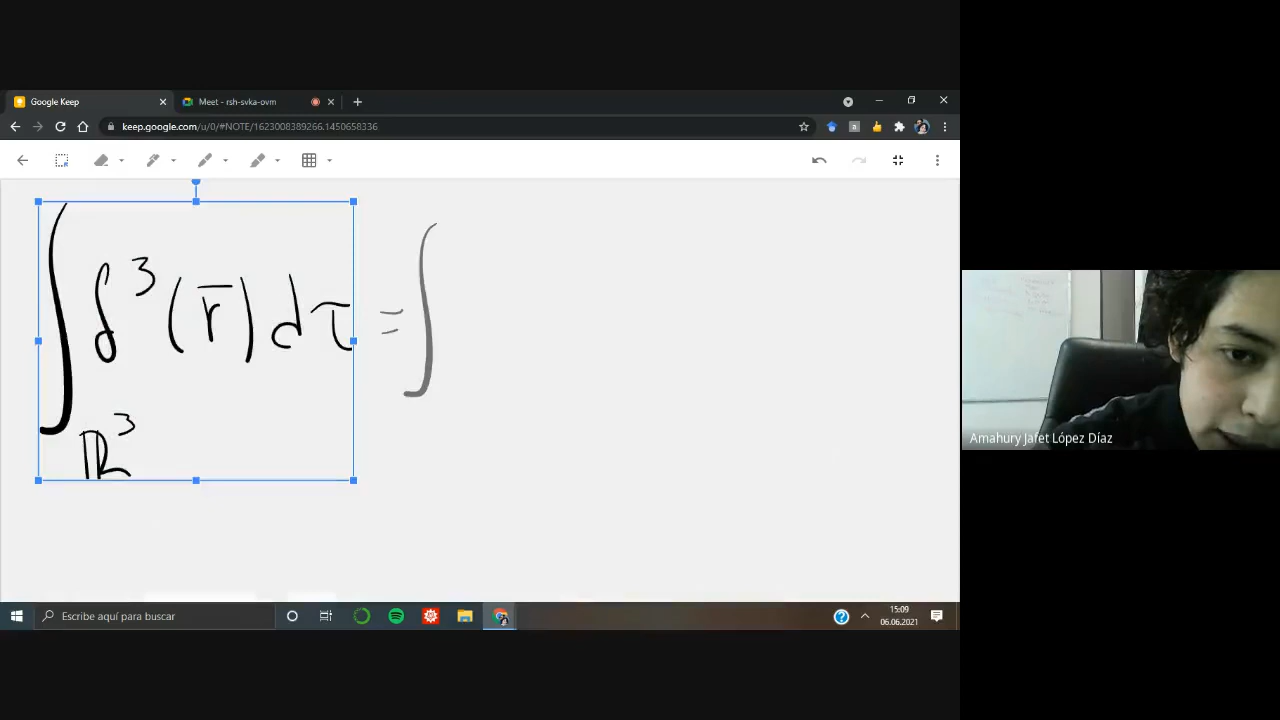 Google Keep
Meet - rsh-svka-ovm
keep.google.com/u/0/#NOTE/1623008389266.1450658336
∫ δ³ (r̄) dτ = ∫
ℝ³
Amahury Jafet López Díaz
Escribe aquí para buscar
15:09
06.06.2021